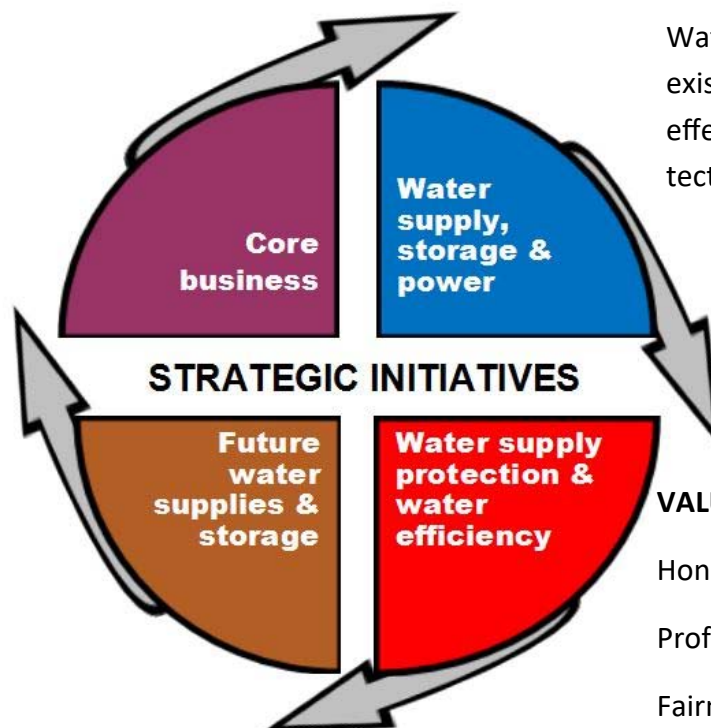 Core
business
Water
supply,
storage &
power
STRATEGIC INITIATIVES
Future
water
supplies &
storage
Water supply
protection &
water
efficiency